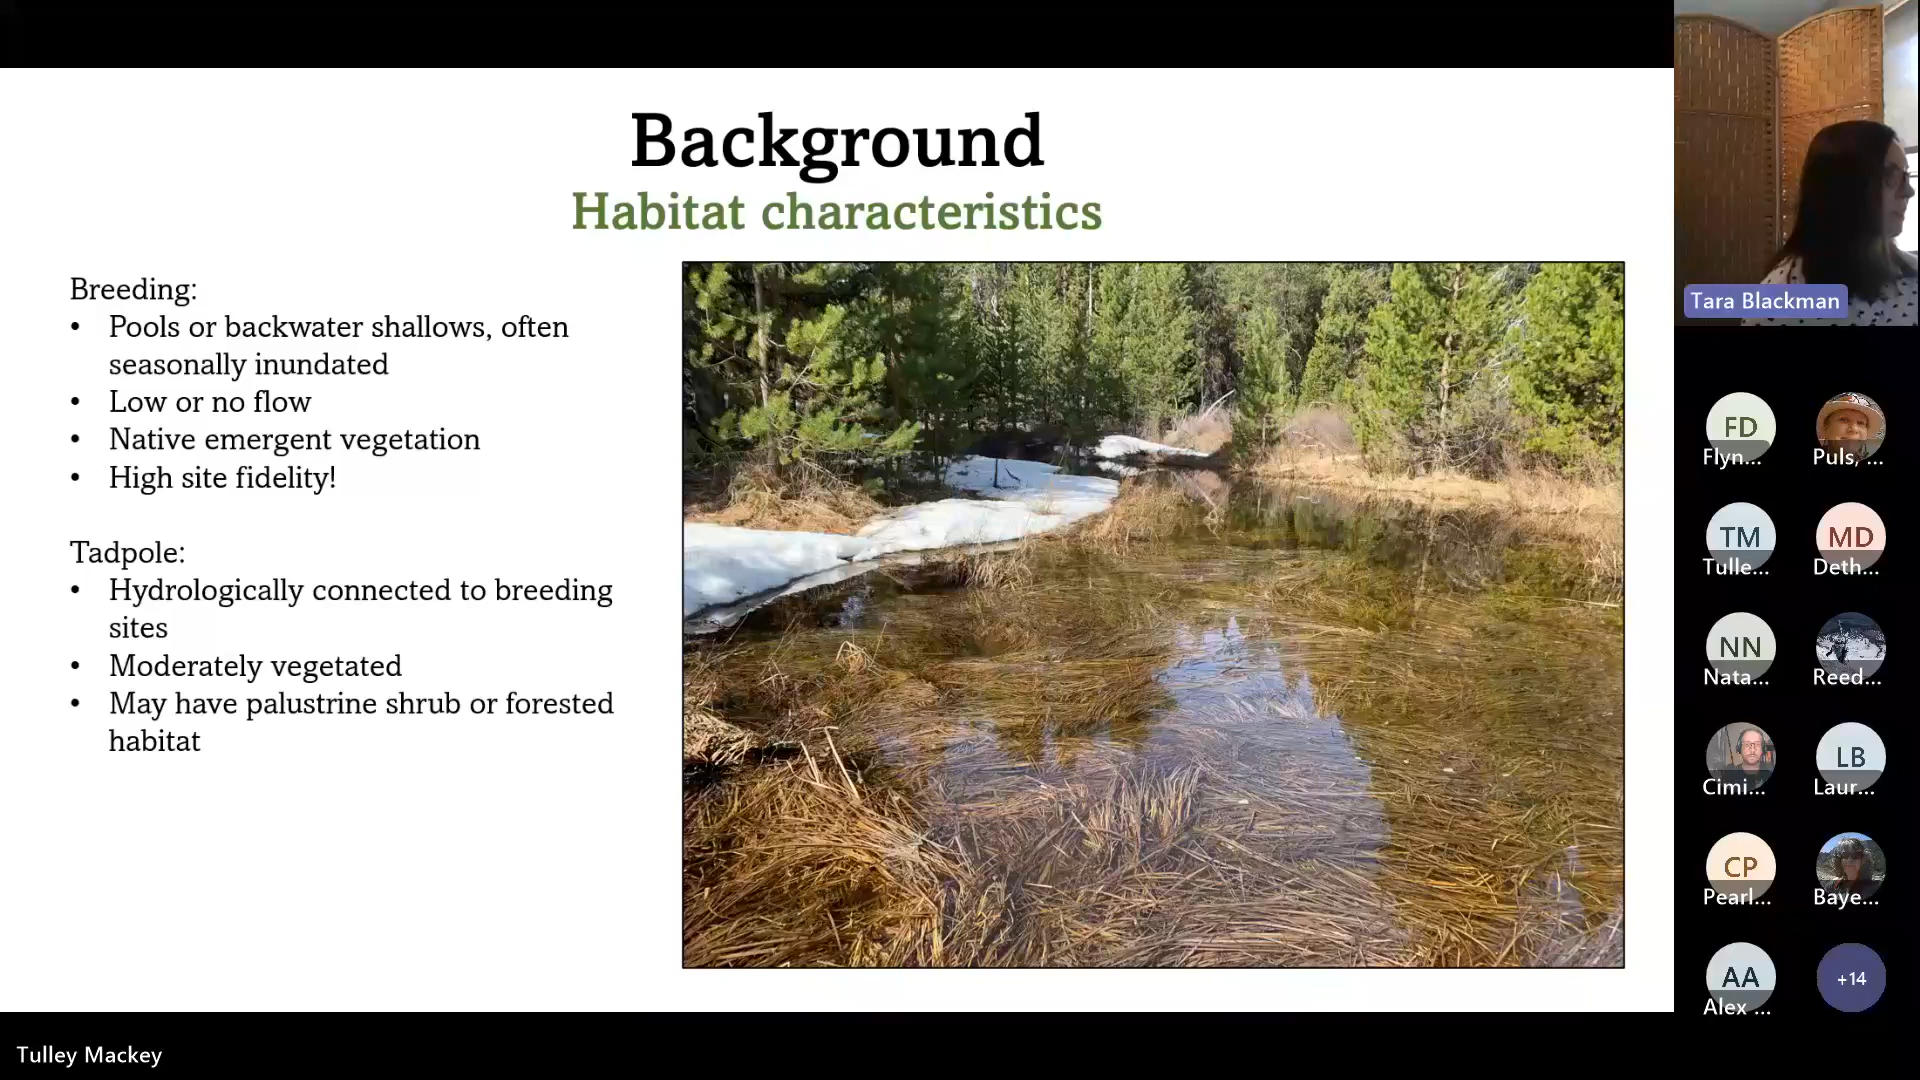 Background
Habitat characteristics
Breeding:
• Pools or backwater shallows, often
seasonally inundated
• Low or no flow
• Native emergent vegetation
• High site fidelity!
Tadpole:
• Hydrologically connected to breeding
sites
• Moderately vegetated
• May have palustrine shrub or forested
habitat
Tara Blackman
FD
Flyn...
Puls, ...
TM
Tulle...
MD
Deth...
NN
Nata...
Reed...
Cimi...
LB
Laur...
CP
Pearl...
Baye...
AA
Alex ...
+14
Tulley Mackey